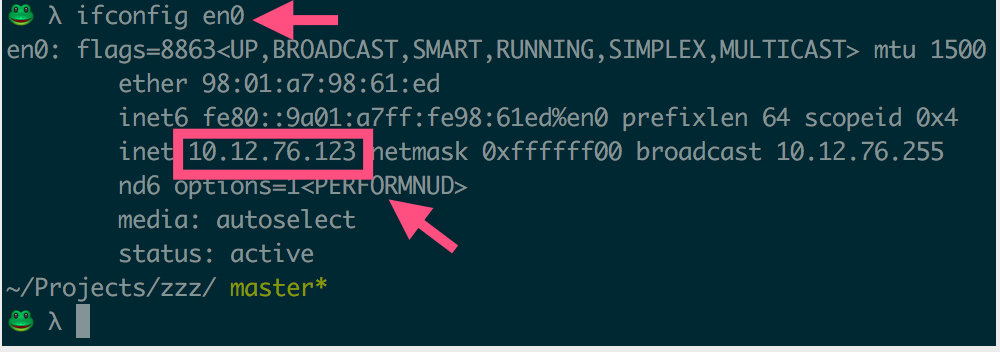 🐸 λ ifconfig en0
en0: flags=8863<UP,BROADCAST,SMART,RUNNING,SIMPLEX,MULTICAST> mtu 1500
ether 98:01:a7:98:61:ed
inet6 fe80::9a01:a7ff:fe98:61ed%en0 prefixlen 64 scopeid 0x4
inet 10.12.76.123 netmask 0xffffff00 broadcast 10.12.76.255
nd6 options=1<PERFORMNUD>
media: autoselect
status: active
~/Projects/zzz/ master*
🐸 λ